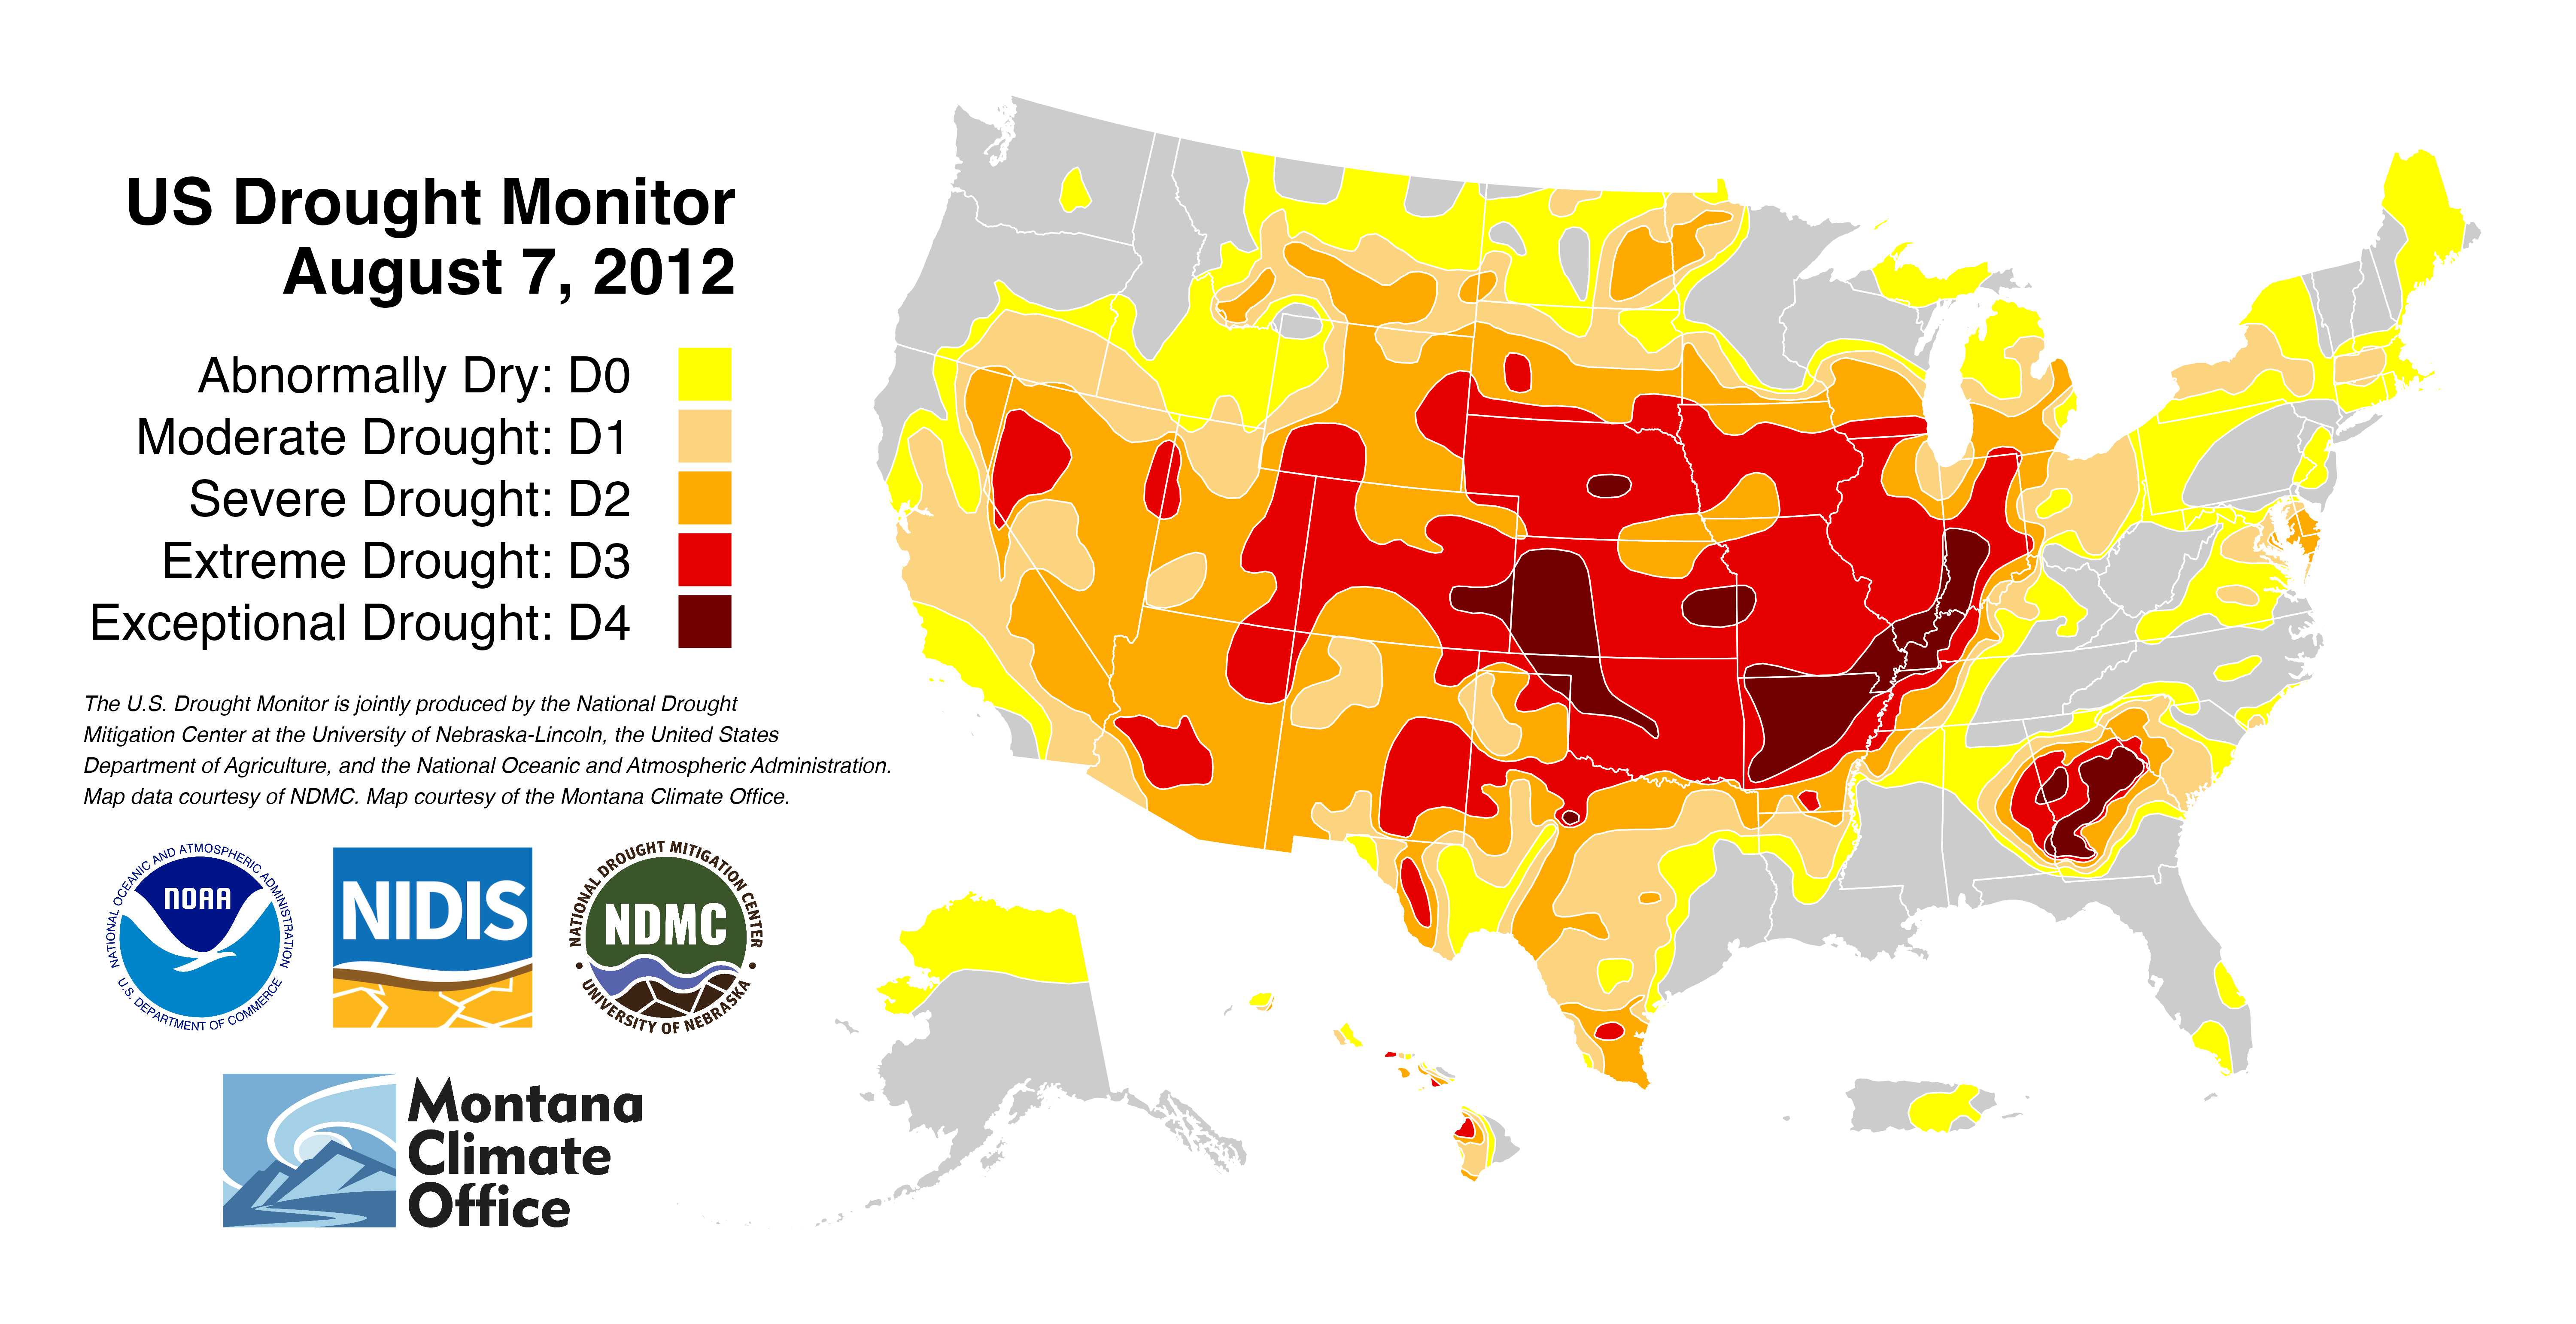 US Drought Monitor
August 7, 2012
Abnormally Dry: D0
Moderate Drought: D1
Severe Drought: D2
Extreme Drought: D3
Exceptional Drought: D4
The U.S. Drought Monitor is jointly produced by the National Drought
Mitigation Center at the University of Nebraska-Lincoln, the United States
Department of Agriculture, and the National Oceanic and Atmospheric Administration.
Map data courtesy of NDMC. Map courtesy of the Montana Climate Office.
NATIONAL OCEANIC AND ATMOSPHERIC ADMINISTRATION
NOAA
U.S. DEPARTMENT OF COMMERCE
NIDIS
NATIONAL DROUGHT MITIGATION CENTER
NDMC
UNIVERSITY OF NEBRASKA
Montana
Climate
Office